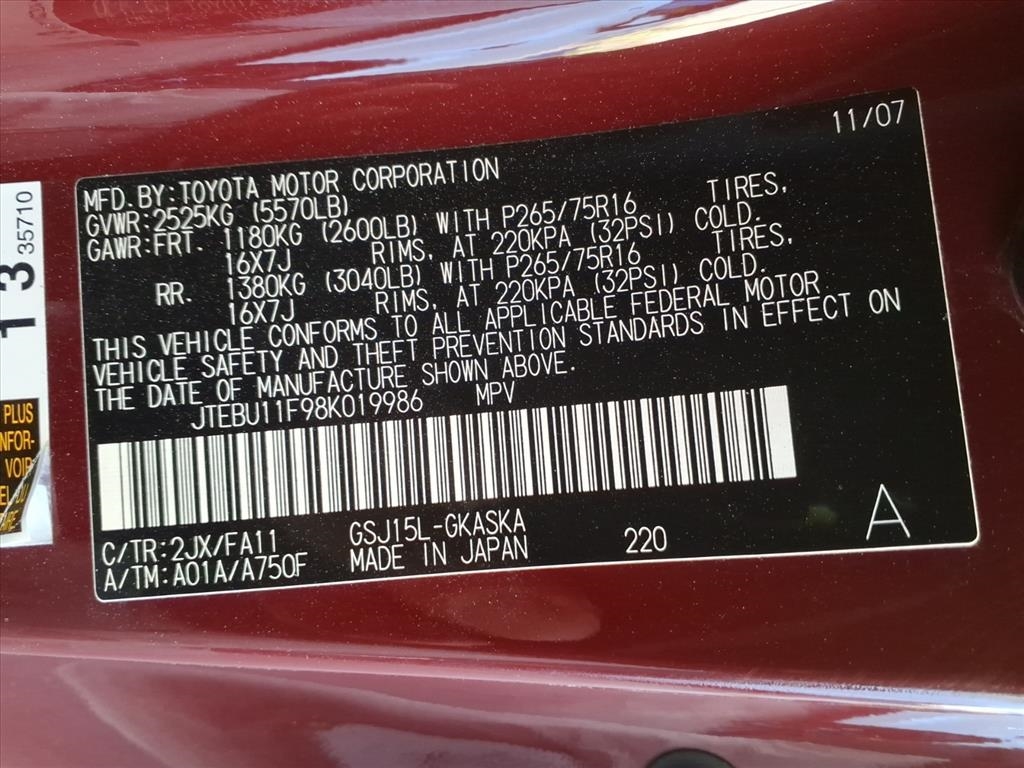 11/07
MFD. BY: TOYOTA MOTOR CORPORATION
GVWR: 2525KG (5570LB)
GAWR: FRT. 1180KG (2600LB) WITH P265/75R16 TIRES,
16X7J RIMS, AT 220KPA (32PSI) COLD.
RR. 1380KG (3040LB) WITH P265/75R16 TIRES,
16X7J RIMS, AT 220KPA (32PSI) COLD.
THIS VEHICLE CONFORMS TO ALL APPLICABLE FEDERAL MOTOR
VEHICLE SAFETY AND THEFT PREVENTION STANDARDS IN EFFECT ON
THE DATE OF MANUFACTURE SHOWN ABOVE.
JTEBU11F98K019986 MPV
C/TR: 2JX/FA11 GSJ15L-GKASKA
A/TM: A01A/A750F MADE IN JAPAN 220 A
1 3
35710
PLUS
NFOR-
VOIR